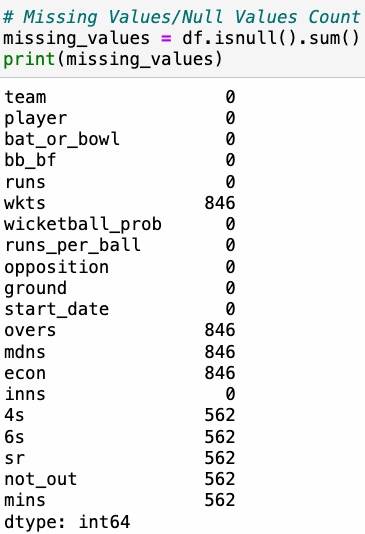 # Missing Values/Null Values Count
missing_values = df.isnull().sum()
print(missing_values)
team 0
player 0
bat_or_bowl 0
bb_bf 0
runs 0
wkts 846
wicketball_prob 0
runs_per_ball 0
opposition 0
ground 0
start_date 0
overs 846
mdns 846
econ 846
inns 0
4s 562
6s 562
sr 562
not_out 562
mins 562
dtype: int64